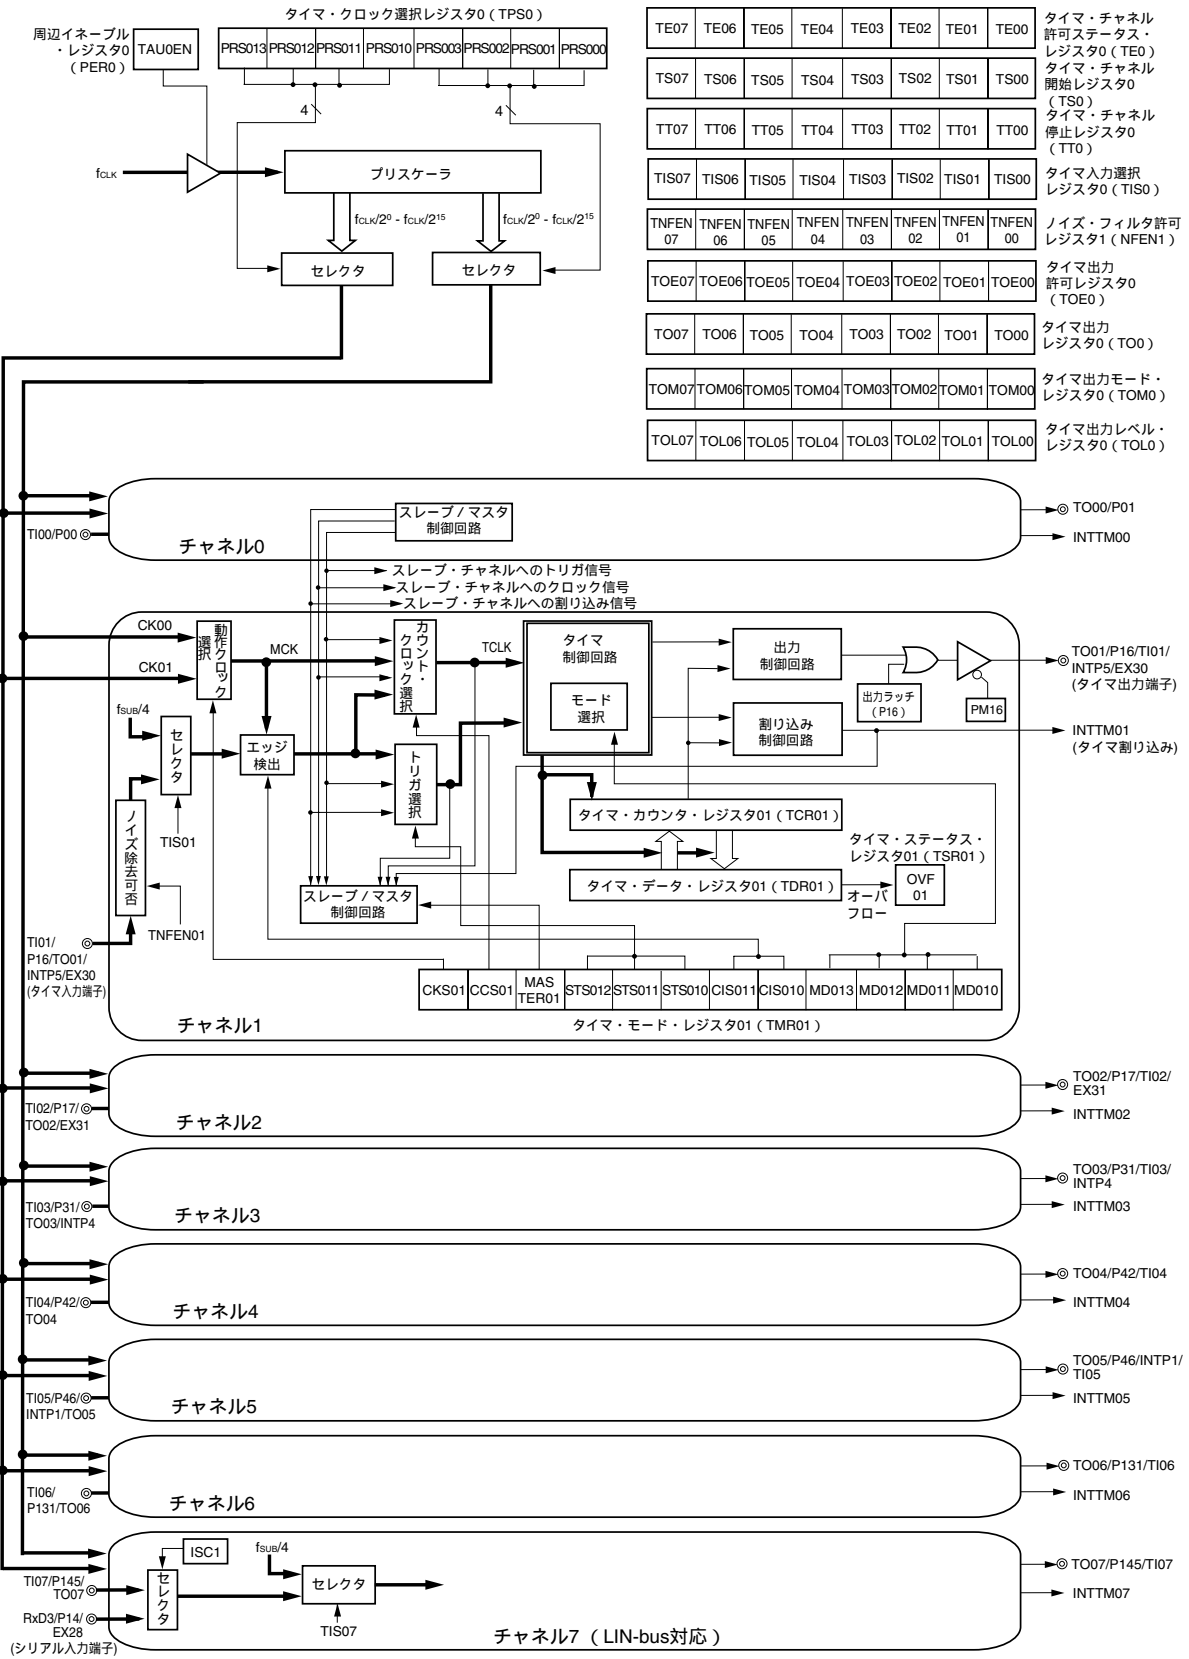 タイマ・クロック選択レジスタ0（TPS0）
周辺イネーブル
・レジスタ0
（PER0）
TAU0EN
PRS013 PRS012 PRS011 PRS010 PRS003 PRS002 PRS001 PRS000
4
4
fCLK
プリスケーラ
fCLK/2⁰ - fCLK/2¹⁵
fCLK/2⁰ - fCLK/2¹⁵
セレクタ
セレクタ
TE07 TE06 TE05 TE04 TE03 TE02 TE01 TE00
タイマ・チャネル
許可ステータス・
レジスタ0（TE0）
TS07 TS06 TS05 TS04 TS03 TS02 TS01 TS00
タイマ・チャネル
開始レジスタ0
（TS0）
TT07 TT06 TT05 TT04 TT03 TT02 TT01 TT00
タイマ・チャネル
停止レジスタ0
（TT0）
TIS07 TIS06 TIS05 TIS04 TIS03 TIS02 TIS01 TIS00
タイマ入力選択
レジスタ0（TIS0）
TNFEN TNFEN TNFEN TNFEN TNFEN TNFEN TNFEN TNFEN
07 06 05 04 03 02 01 00
ノイズ・フィルタ許可
レジスタ1（NFEN1）
TOE07 TOE06 TOE05 TOE04 TOE03 TOE02 TOE01 TOE00
タイマ出力
許可レジスタ0
（TOE0）
TO07 TO06 TO05 TO04 TO03 TO02 TO01 TO00
タイマ出力
レジスタ0（TO0）
TOM07 TOM06 TOM05 TOM04 TOM03 TOM02 TOM01 TOM00
タイマ出力モード・
レジスタ0（TOM0）
TOL07 TOL06 TOL05 TOL04 TOL03 TOL02 TOL01 TOL00
タイマ出力レベル・
レジスタ0（TOL0）
TI00/P00
チャネル0
スレーブ / マスタ
制御回路
TO00/P01
INTTM00
スレーブ・チャネルへのトリガ信号
スレーブ・チャネルへのクロック信号
スレーブ・チャネルへの割り込み信号
CK00
CK01
動作クロック
選択
MCK
カウント・
クロック選択
TCLK
タイマ
制御回路
モード
選択
出力
制御回路
割り込み
制御回路
出力ラッチ
（P16）
PM16
TO01/P16/TI01/
INTP5/EX30
(タイマ出力端子)
INTTM01
(タイマ割り込み)
fSUB/4
セレクタ
エッジ
検出
トリガ選択
TIS01
ノイズ除去可否
TNFEN01
TI01/
P16/TO01/
INTP5/EX30
(タイマ入力端子)
タイマ・カウンタ・レジスタ01（TCR01）
タイマ・ステータス・
レジスタ01（TSR01）
タイマ・データ・レジスタ01（TDR01）
オーバ
フロー
OVF
01
スレーブ / マスタ
制御回路
CKS01 CCS01 MAS TER01 STS012 STS011 STS010 CIS011 CIS010 MD013 MD012 MD011 MD010
タイマ・モード・レジスタ01（TMR01）
チャネル1
TI02/P17/
TO02/EX31
チャネル2
TO02/P17/TI02/
EX31
INTTM02
TI03/P31/
TO03/INTP4
チャネル3
TO03/P31/TI03/
INTP4
INTTM03
TI04/P42/
TO04
チャネル4
TO04/P42/TI04
INTTM04
TI05/P46/
INTP1/TO05
チャネル5
TO05/P46/INTP1/
TI05
INTTM05
TI06/
P131/TO06
チャネル6
TO06/P131/TI06
INTTM06
TI07/P145/
TO07
RxD3/P14/
EX28
(シリアル入力端子)
ISC1
セレクタ
fSUB/4
セレクタ
TIS07
チャネル7（LIN-bus対応）
TO07/P145/TI07
INTTM07